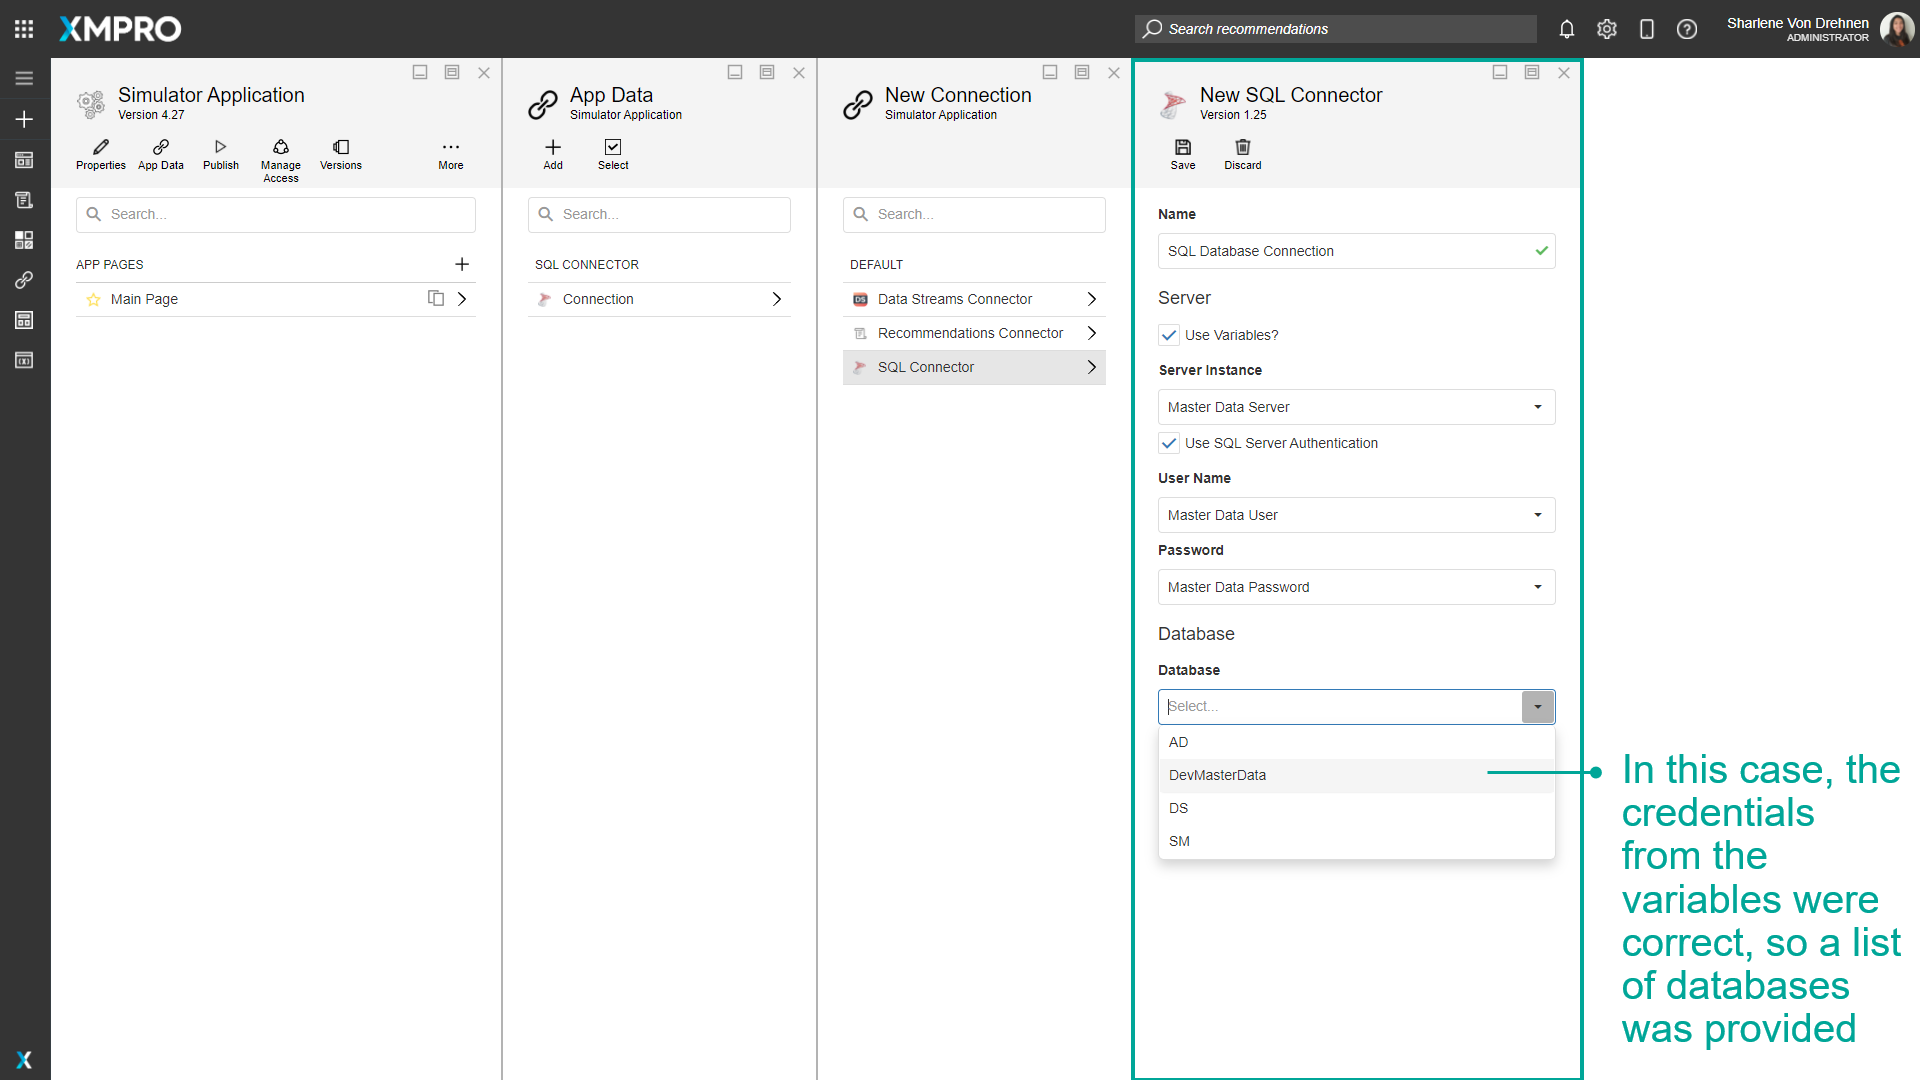 XMPRO
Search recommendations
Sharlene Von Drehnen
ADMINISTRATOR
Simulator Application
Version 4.27
Properties
App Data
Publish
Manage
Access
Versions
More
Search...
APP PAGES
Main Page
App Data
Simulator Application
Add
Select
Search...
SQL CONNECTOR
Connection
New Connection
Simulator Application
Search...
DEFAULT
DS
Data Streams Connector
Recommendations Connector
SQL Connector
New SQL Connector
Version 1.25
Save
Discard
Name
SQL Database Connection
Server
Use Variables?
Server Instance
Master Data Server
Use SQL Server Authentication
User Name
Master Data User
Password
Master Data Password
Database
Database
Select...
AD
DevMasterData
DS
SM
In this case, the
credentials
from the
variables were
correct, so a list
of databases
was provided